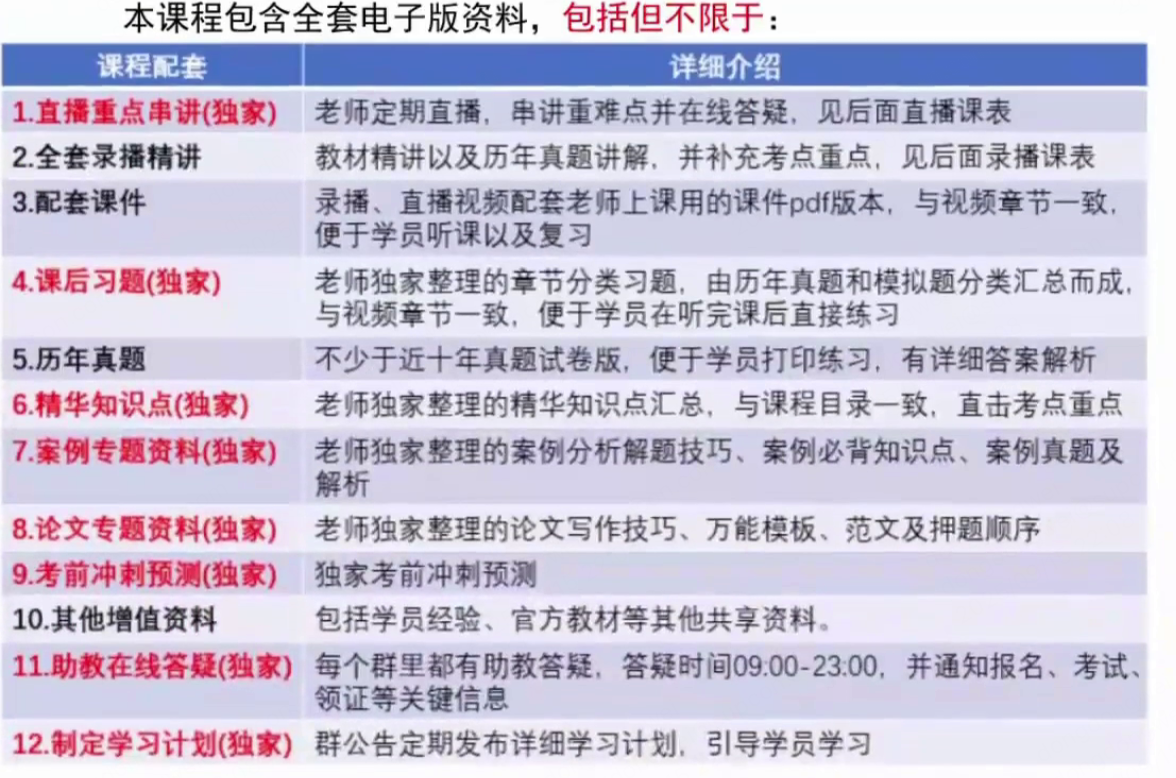 本课程包含全套电子版资料，包括但不限于：
课程配套 详细介绍
1.直播重点串讲(独家) 老师定期直播，串讲重难点并在线答疑，见后面直播课表
2.全套录播精讲 教材精讲以及历年真题讲解，并补充考点重点，见后面录播课表
3.配套课件 录播、直播视频配套老师上课用的课件pdf版本，与视频章节一致，
便于学员听课以及复习
4.课后习题(独家) 老师独家整理的章节分类习题，由历年真题和模拟题分类汇总而成，
与视频章节一致，便于学员在听完课后直接练习
5.历年真题 不少于近十年真题试卷版，便于学员打印练习，有详细答案解析
6.精华知识点(独家) 老师独家整理的精华知识点汇总，与课程目录一致，直击考点重点
7.案例专题资料(独家) 老师独家整理的案例分析解题技巧、案例必背知识点、案例真题及
解析
8.论文专题资料(独家) 老师独家整理的论文写作技巧、万能模板、范文及押题顺序
9.考前冲刺预测(独家) 独家考前冲刺预测
10.其他增值资料 包括学员经验、官方教材等其他共享资料。
11.助教在线答疑(独家) 每个群里都有助教答疑，答疑时间09:00-23:00，并通知报名、考试、
领证等关键信息
12.制定学习计划(独家) 群公告定期发布详细学习计划，引导学员学习